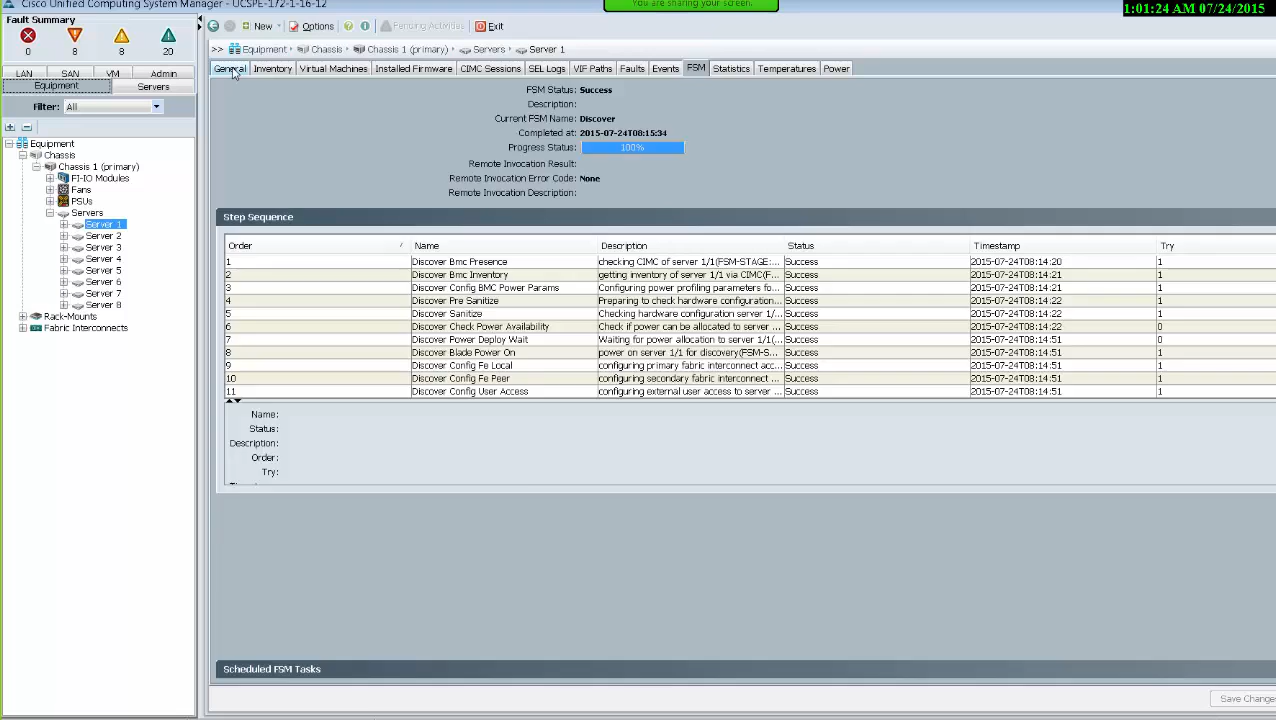 Cisco Unified Computing System Manager - UCSPE-172-1-16-12
You are sharing your screen.
1:01:24 AM 07/24/2015
Fault Summary
0 8 8 20
New Options Pending Activities Exit
>> Equipment Chassis Chassis 1 (primary) Servers Server 1
LAN SAN VM Admin
Equipment Servers
Filter: All
General Inventory Virtual Machines Installed Firmware CIMC Sessions SEL Logs VIF Paths Faults Events FSM Statistics Temperatures Power
Equipment
Chassis
Chassis 1 (primary)
FI-IO Modules
Fans
PSUs
Servers
Server 1
Server 2
Server 3
Server 4
Server 5
Server 6
Server 7
Server 8
Rack-Mounts
Fabric Interconnects
FSM Status: Success
Description:
Current FSM Name: Discover
Completed at: 2015-07-24T08:15:34
Progress Status: 100%
Remote Invocation Result:
Remote Invocation Error Code: None
Remote Invocation Description:
Step Sequence
Order Name Description Status Timestamp Try
1 Discover Bmc Presence checking CIMC of server 1/1(FSM-STAGE:... Success 2015-07-24T08:14:20 1
2 Discover Bmc Inventory getting inventory of server 1/1 via CIMC(F... Success 2015-07-24T08:14:21 1
3 Discover Config BMC Power Params Configuring power profiling parameters fo... Success 2015-07-24T08:14:21 1
4 Discover Pre Sanitize Preparing to check hardware configuration... Success 2015-07-24T08:14:22 1
5 Discover Sanitize Checking hardware configuration server 1/... Success 2015-07-24T08:14:22 1
6 Discover Check Power Availability Check if power can be allocated to server ... Success 2015-07-24T08:14:22 0
7 Discover Power Deploy Wait Waiting for power allocation to server 1/1(... Success 2015-07-24T08:14:51 0
8 Discover Blade Power On power on server 1/1 for discovery(FSM-S... Success 2015-07-24T08:14:51 1
9 Discover Config Fe Local configuring primary fabric interconnect acc... Success 2015-07-24T08:14:51 1
10 Discover Config Fe Peer configuring secondary fabric interconnect ... Success 2015-07-24T08:14:51 1
11 Discover Config User Access configuring external user access to server ... Success 2015-07-24T08:14:51 1
Name:
Status:
Description:
Order:
Try:
Scheduled FSM Tasks
Save Changes